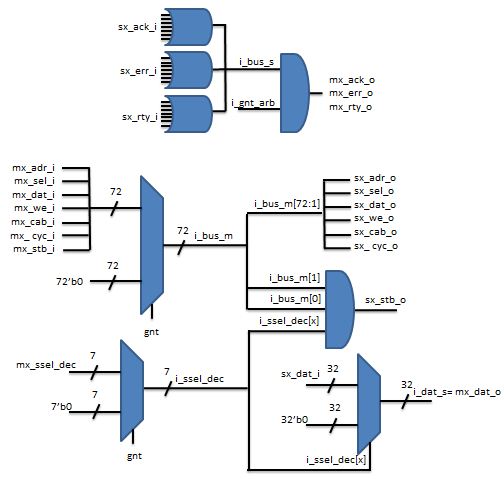 sx_ack_i
sx_err_i
i_bus_s
mx_ack_o
mx_err_o
mx_rty_o
i_gnt_arb
sx_rty_i
mx_adr_i
mx_sel_i
mx_dat_i
mx_we_i
mx_cab_i
mx_ cyc_i
mx_stb_i
72
72'b0
72
gnt
72
i_bus_m
i_bus_m[72:1]
sx_adr_o
sx_sel_o
sx_dat_o
sx_we_o
sx_cab_o
sx_ cyc_o
i_bus_m[1]
i_bus_m[0]
i_ssel_dec[x]
sx_stb_o
mx_ssel_dec
7
7'b0
7
gnt
7
i_ssel_dec
sx_dat_i
32
32'b0
32
i_ssel_dec[x]
32
i_dat_s= mx_dat_o